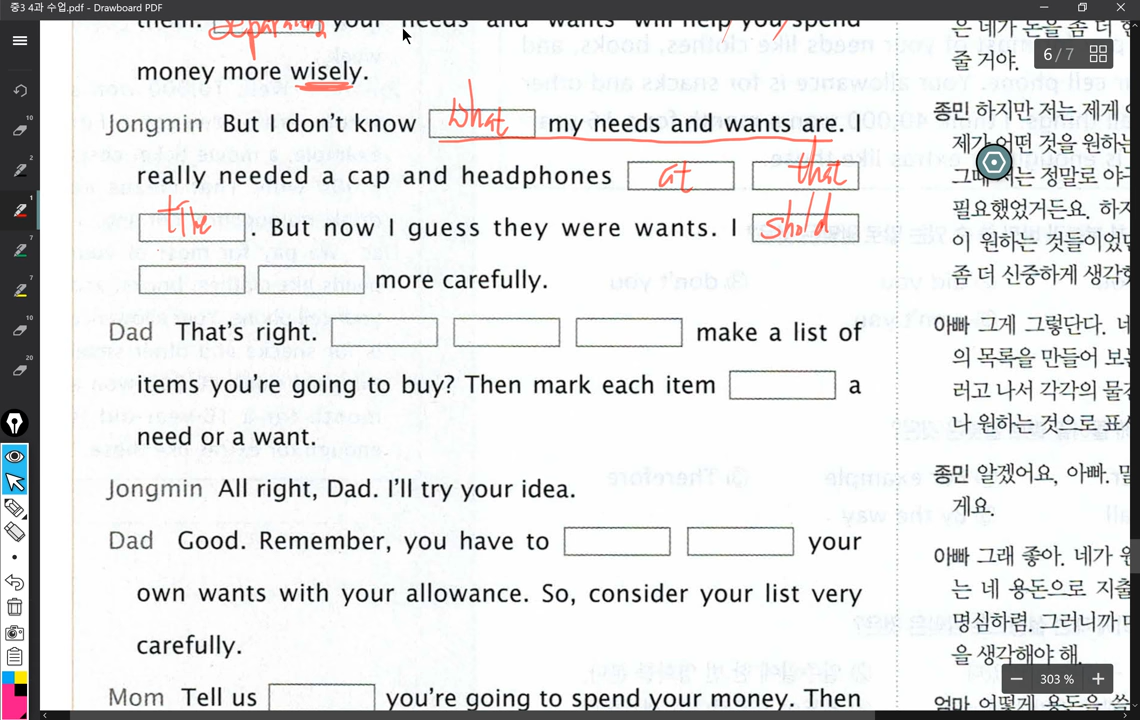 중3 4과 수업.pdf - Drawboard PDF
them. Separating your needs and wants will help you spend
money more wisely.
Jongmin But I don't know what my needs and wants are. I
really needed a cap and headphones at that
time. But now I guess they were wants. I should
more carefully.
Dad That's right. make a list of
items you're going to buy? Then mark each item a
need or a want.
Jongmin All right, Dad. I'll try your idea.
Dad Good. Remember, you have to your
own wants with your allowance. So, consider your list very
carefully.
Mom Tell us you're going to spend your money. Then
은 네가 돈을 좀 더 현
줄 거야.
종민 하지만 저는 제게
제가 어떤 것을 원하는
그때 저는 정말로 야구
필요했었거든요. 하지
이 원하는 것들이었
좀 더 신중하게 생각
아빠 그게 그렇단다. 네
의 목록을 만들어 보
러고 나서 각각의 물
나 원하는 것으로 표시
종민 알겠어요, 아빠. 말
게요.
아빠 그래 좋아. 네가 원
는 네 용돈으로 지출
명심하렴. 그러니까
을 생각해야 해.
엄마 어떻게 용돈을 쓸
6 / 7
303 %